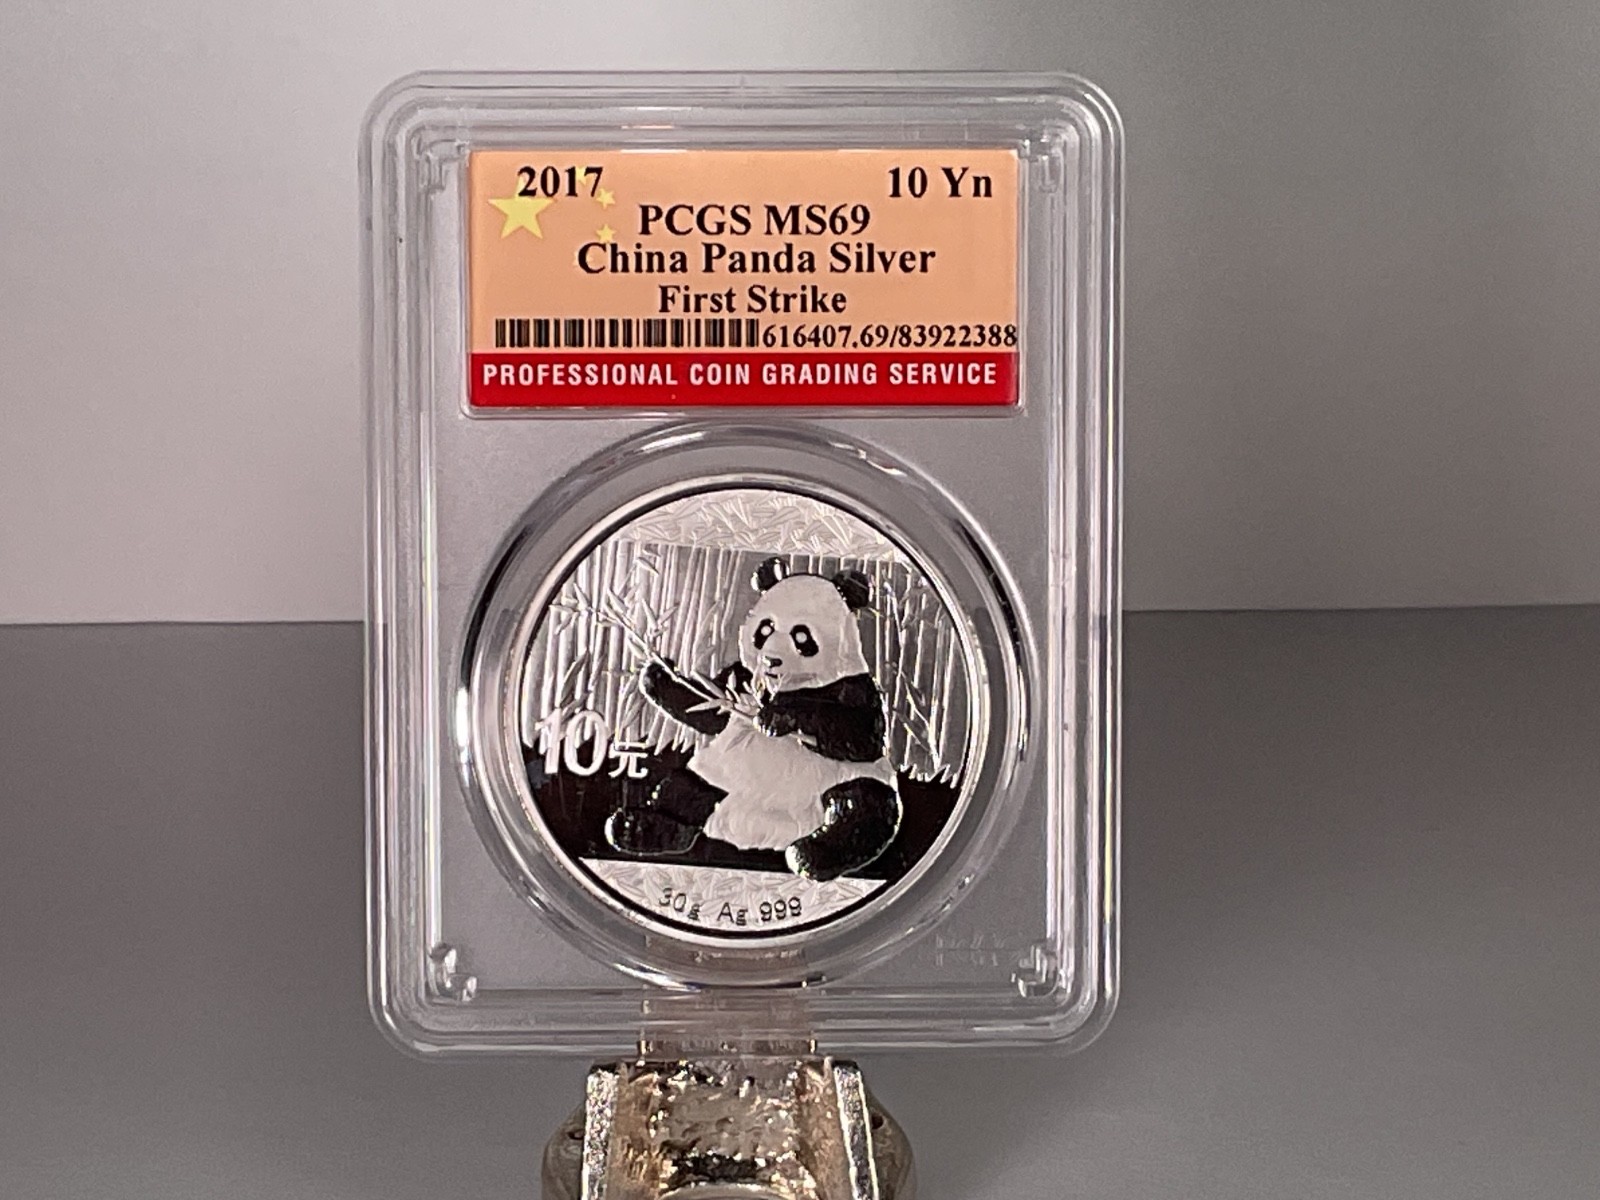 2017 10 Yn
PCGS MS69
China Panda Silver
First Strike
616407.69/83922388
PROFESSIONAL COIN GRADING SERVICE
10元
30g Ag .999